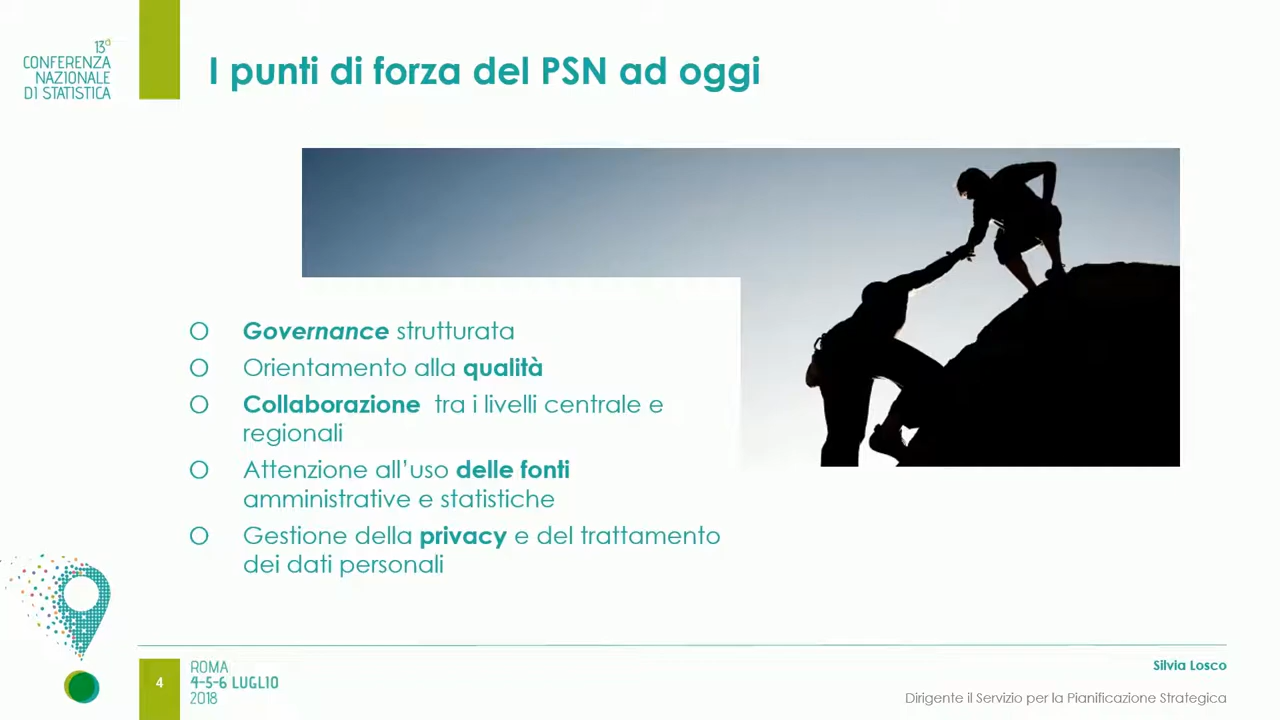 13ª
CONFERENZA
NAZIONALE
DI STATISTICA
I punti di forza del PSN ad oggi
O Governance strutturata
O Orientamento alla qualità
O Collaborazione tra i livelli centrale e
regionali
O Attenzione all’uso delle fonti
amministrative e statistiche
O Gestione della privacy e del trattamento
dei dati personali
4
ROMA
4-5-6 LUGLIO
2018
Silvia Losco
Dirigente il Servizio per la Pianificazione Strategica